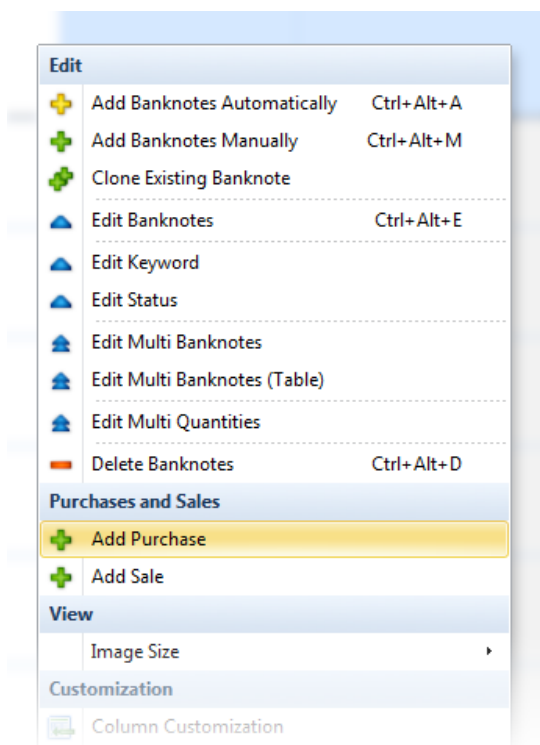 Edit
Add Banknotes Automatically Ctrl+Alt+A
Add Banknotes Manually Ctrl+Alt+M
Clone Existing Banknote
Edit Banknotes Ctrl+Alt+E
Edit Keyword
Edit Status
Edit Multi Banknotes
Edit Multi Banknotes (Table)
Edit Multi Quantities
Delete Banknotes Ctrl+Alt+D
Purchases and Sales
Add Purchase
Add Sale
View
Image Size
Customization
Column Customization